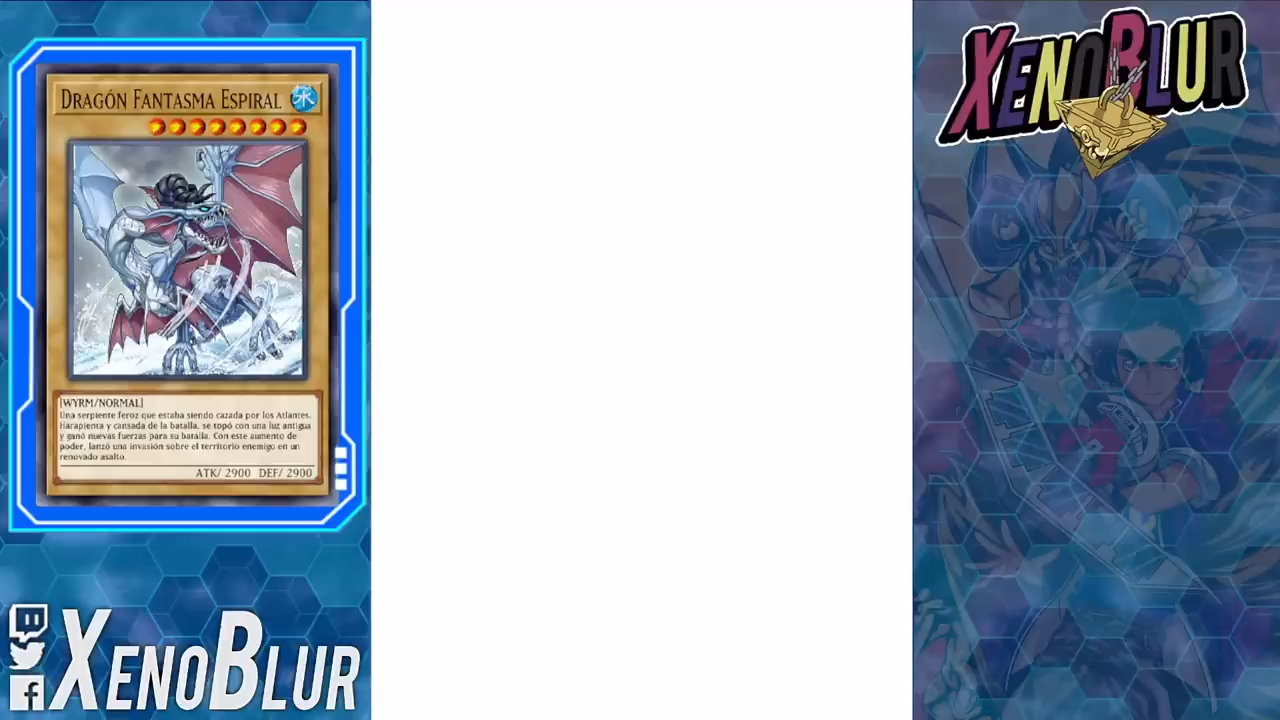 DRAGÓN FANTASMA ESPIRAL
水
[WYRM/NORMAL]
Una serpiente feroz que estaba siendo cazada por los Atlantes.
Harapienta y cansada de la batalla, se topó con una luz antigua
y ganó nuevas fuerzas para su batalla. Con este aumento de
poder, lanzó una invasión sobre el territorio enemigo en un
renovado asalto.
ATK/ 2900 DEF/ 2900
XENOBLUR
XENOBLUR